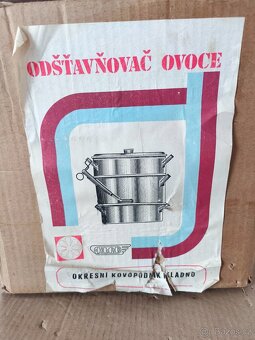 ODŠŤAVŇOVAČ OVOCE
OKRESNÍ KOVOPODNIK KLADNO